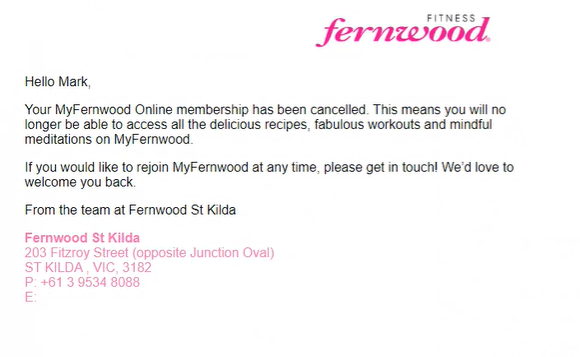 FITNESS
fernwood
Hello Mark,
Your MyFernwood Online membership has been cancelled. This means you will no
longer be able to access all the delicious recipes, fabulous workouts and mindful
meditations on MyFernwood.
If you would like to rejoin MyFernwood at any time, please get in touch! We'd love to
welcome you back.
From the team at Fernwood St Kilda
Fernwood St Kilda
203 Fitzroy Street (opposite Junction Oval)
ST KILDA , VIC, 3182
P: +61 3 9534 8088
E: